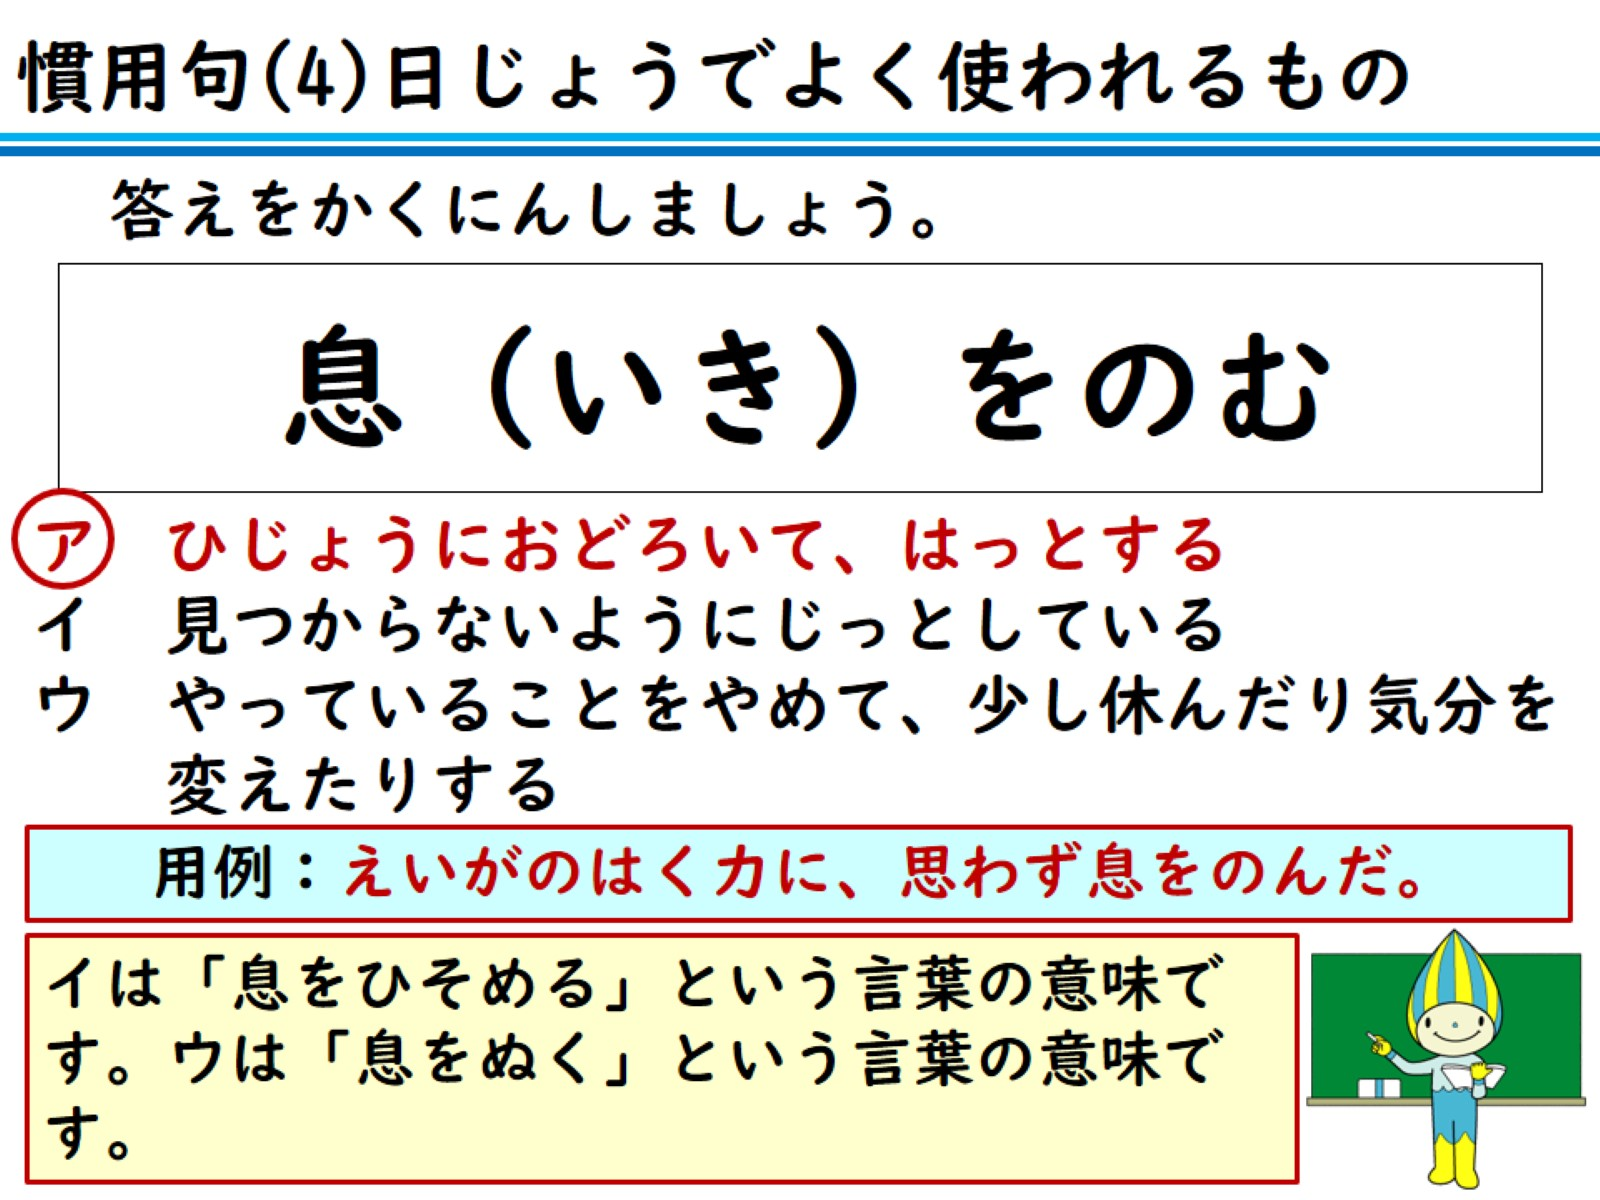 慣用句(4)日じょうでよく使われるもの
答えをかくにんしましょう。
息（いき）をのむ
ア　ひじょうにおどろいて、はっとする
イ　見つからないようにじっとしている
ウ　やっていることをやめて、少し休んだり気分を
変えたりする
用例：えいがのはく力に、思わず息をのんだ。
イは「息をひそめる」という言葉の意味で
す。ウは「息をぬく」という言葉の意味で
す。